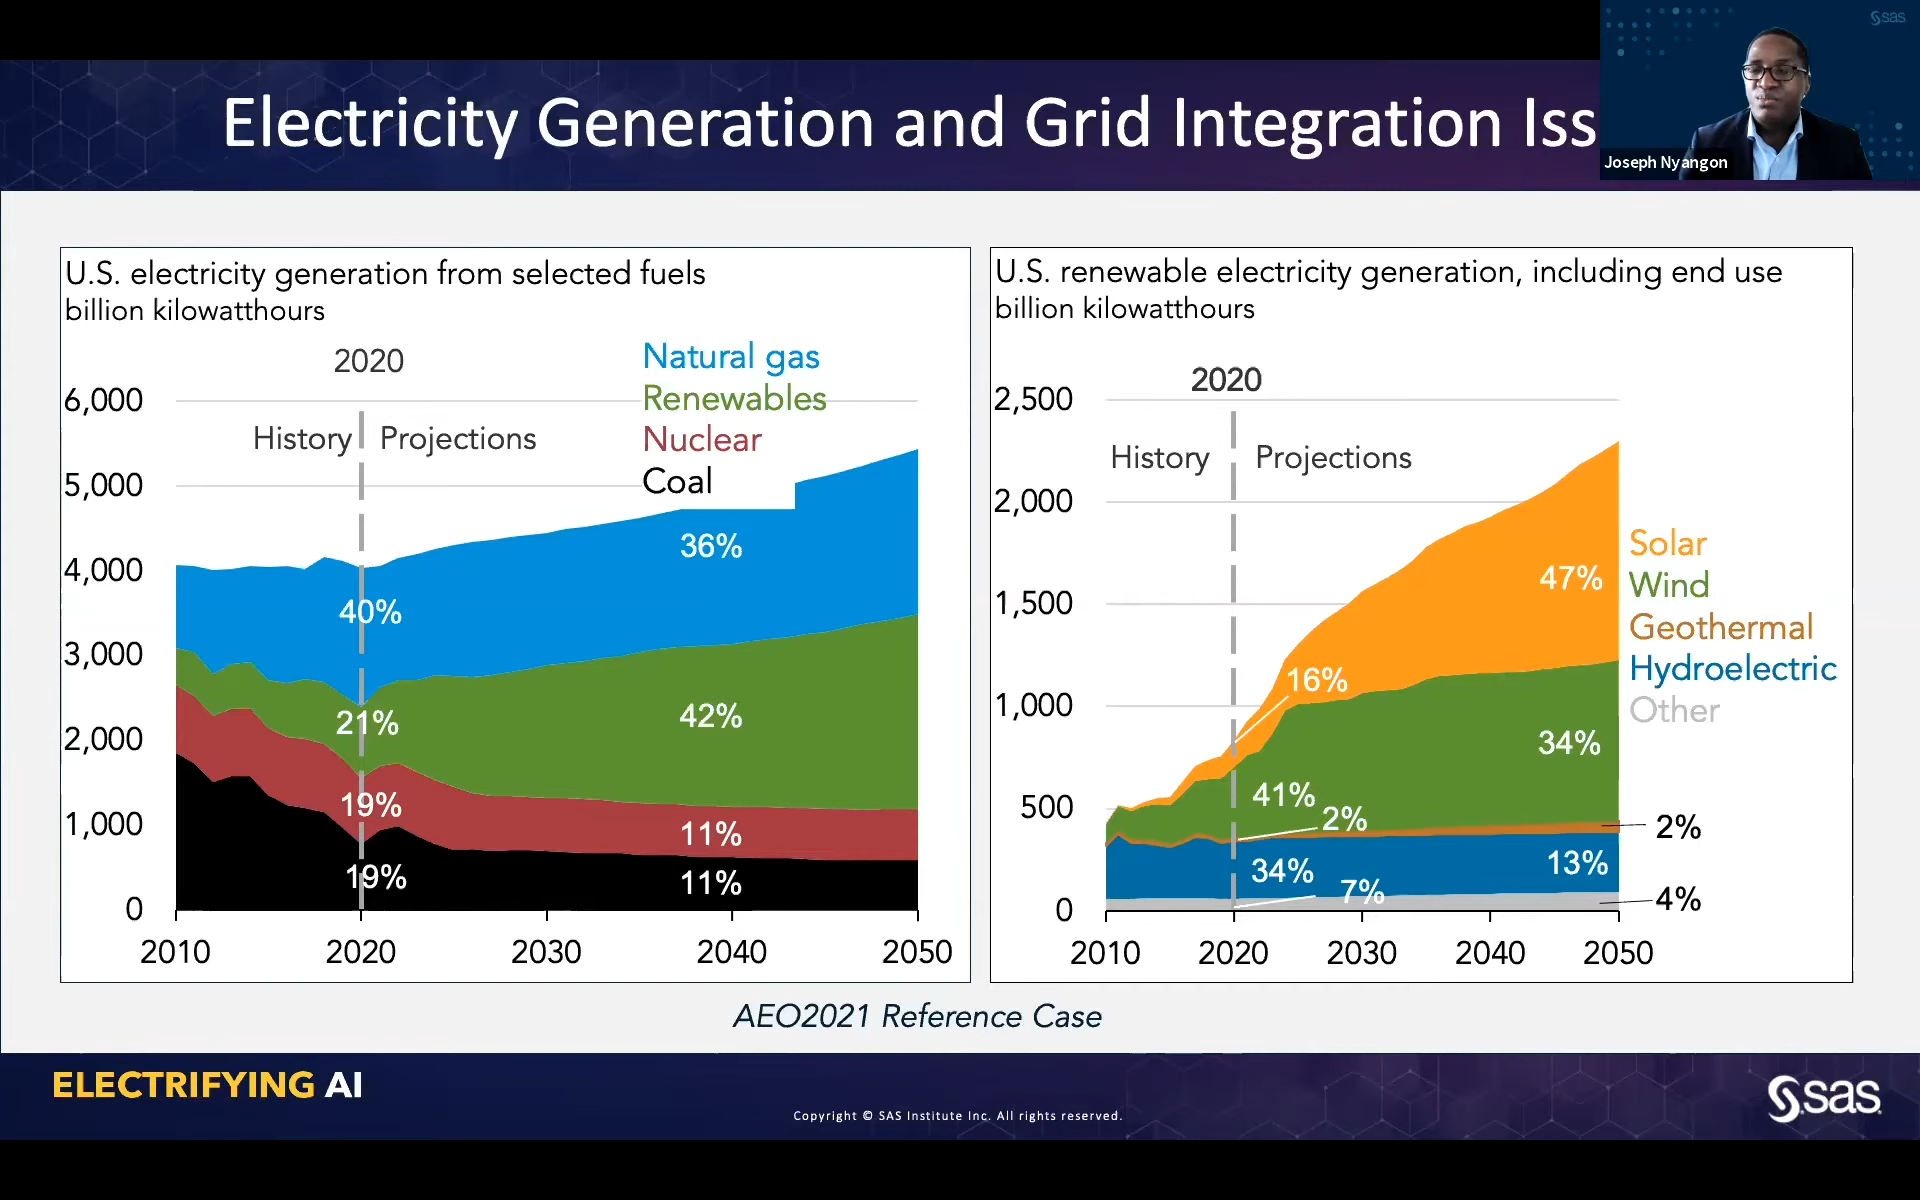 sas
Electricity Generation and Grid Integration Iss
Joseph Nyangon
U.S. electricity generation from selected fuels
billion kilowatthours
2020
Natural gas
Renewables
Nuclear
Coal
History
Projections
6,000
5,000
4,000
3,000
2,000
1,000
0
40%
21%
19%
19%
36%
42%
11%
11%
2010
2020
2030
2040
2050
U.S. renewable electricity generation, including end use
billion kilowatthours
2020
History
Projections
2,500
2,000
1,500
1,000
500
0
16%
41%
2%
34%
7%
47%
34%
2%
13%
4%
Solar
Wind
Geothermal
Hydroelectric
Other
2010
2020
2030
2040
2050
AEO2021 Reference Case
ELECTRIFYING AI
Copyright © SAS Institute Inc. All rights reserved.
sas